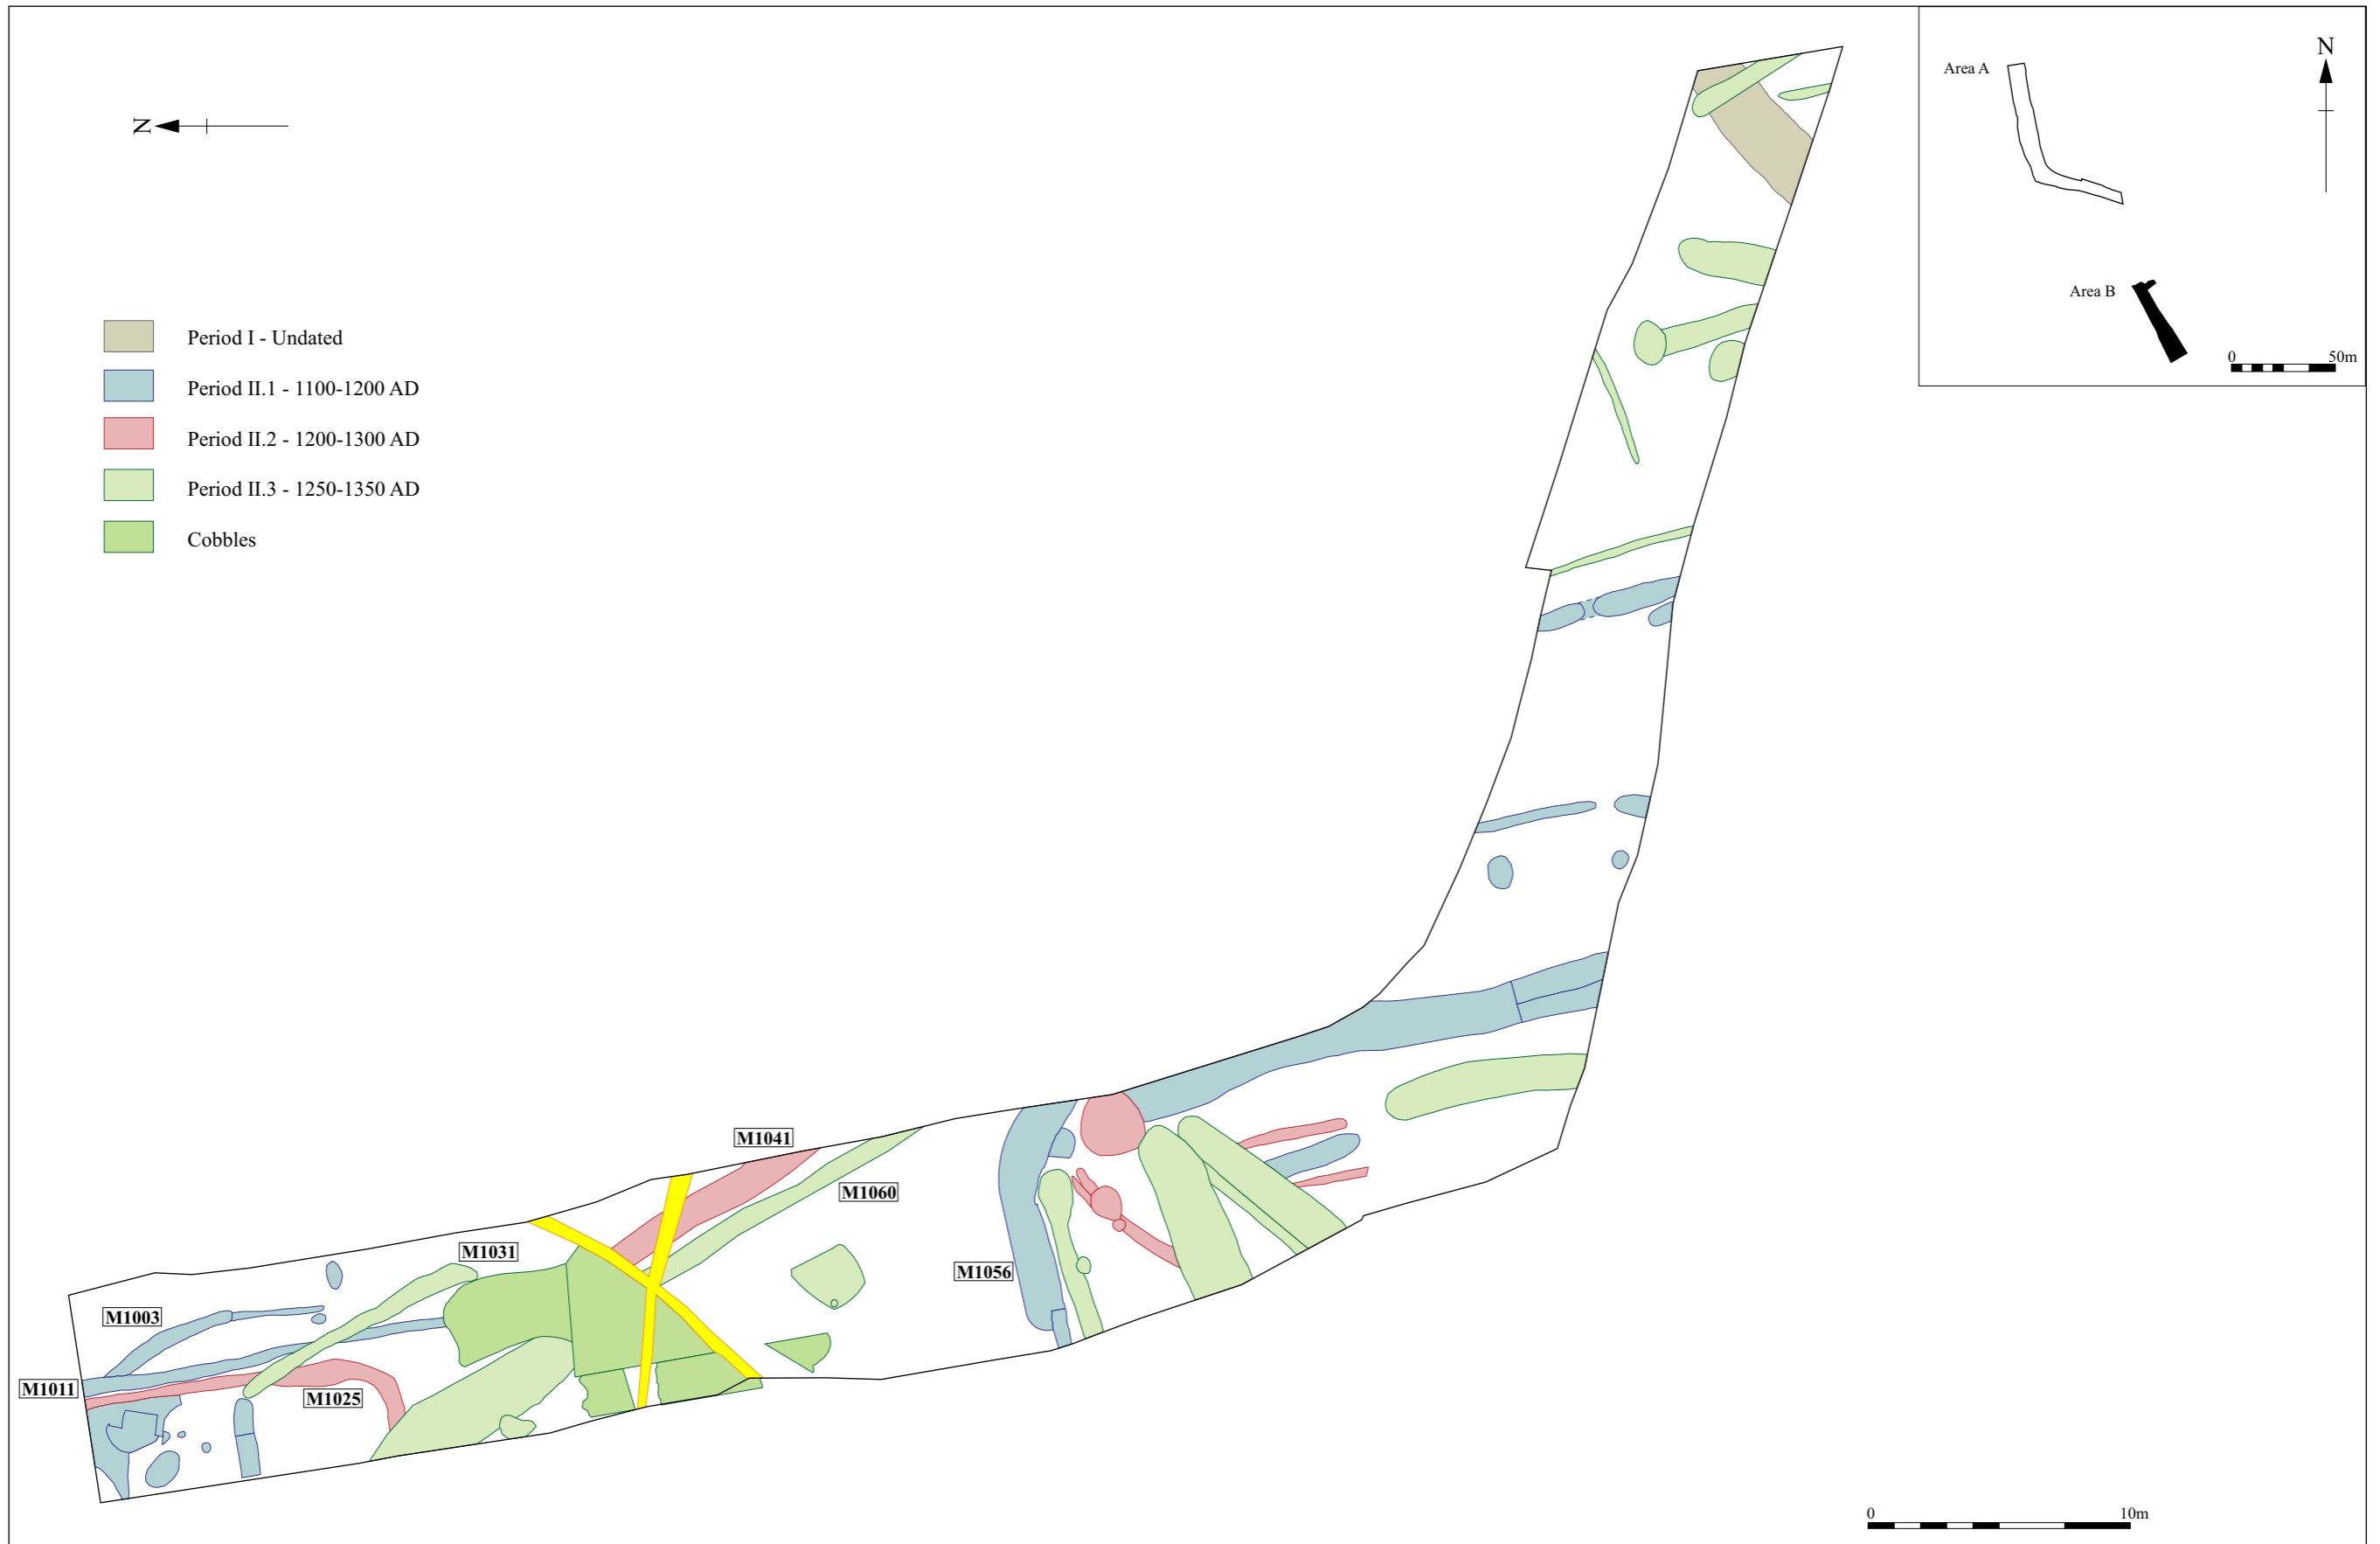 N
Area A
N
Area B
0 50m
Period I - Undated
Period II.1 - 1100-1200 AD
Period II.2 - 1200-1300 AD
Period II.3 - 1250-1350 AD
Cobbles
M1041
M1060
M1031
M1056
M1003
M1011
M1025
0 10m